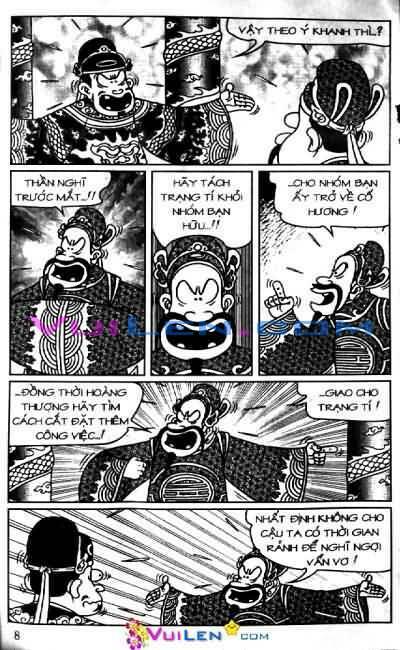 VẬY THEO Ý KHANH THÌ..?
THẦN NGHĨ
TRƯỚC MẮT...!!
HÃY TÁCH
TRẠNG TÍ KHỎI
NHÓM BẠN
HỮU...!!
...CHO NHÓM BẠN
ẤY TRỞ VỀ CỐ
HƯƠNG !
VuiLen.com
...ĐỒNG THỜI HOÀNG
THƯỢNG HÃY TÌM
CÁCH CẮT ĐẶT THÊM
CÔNG VIỆC...!
...GIAO CHO
TRẠNG TÍ !
NHẤT ĐỊNH KHÔNG CHO
CẬU TA CÓ THỜI GIAN
RẢNH ĐỂ NGHĨ NGỢI
VẨN VƠ !
8
VuiLen.com